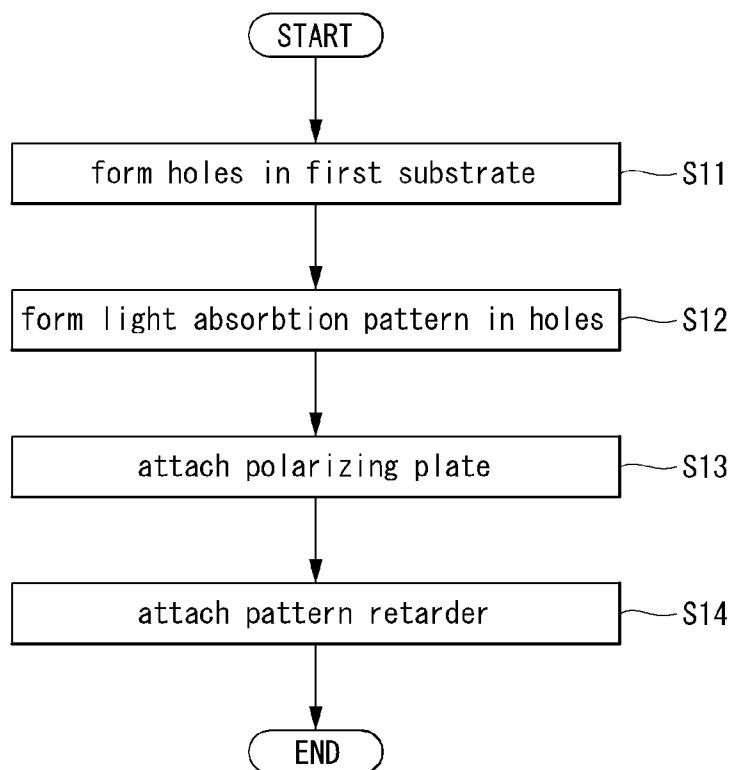 START
form holes in first substrate
S11
form light absorbtion pattern in holes
S12
attach polarizing plate
S13
attach pattern retarder
S14
END